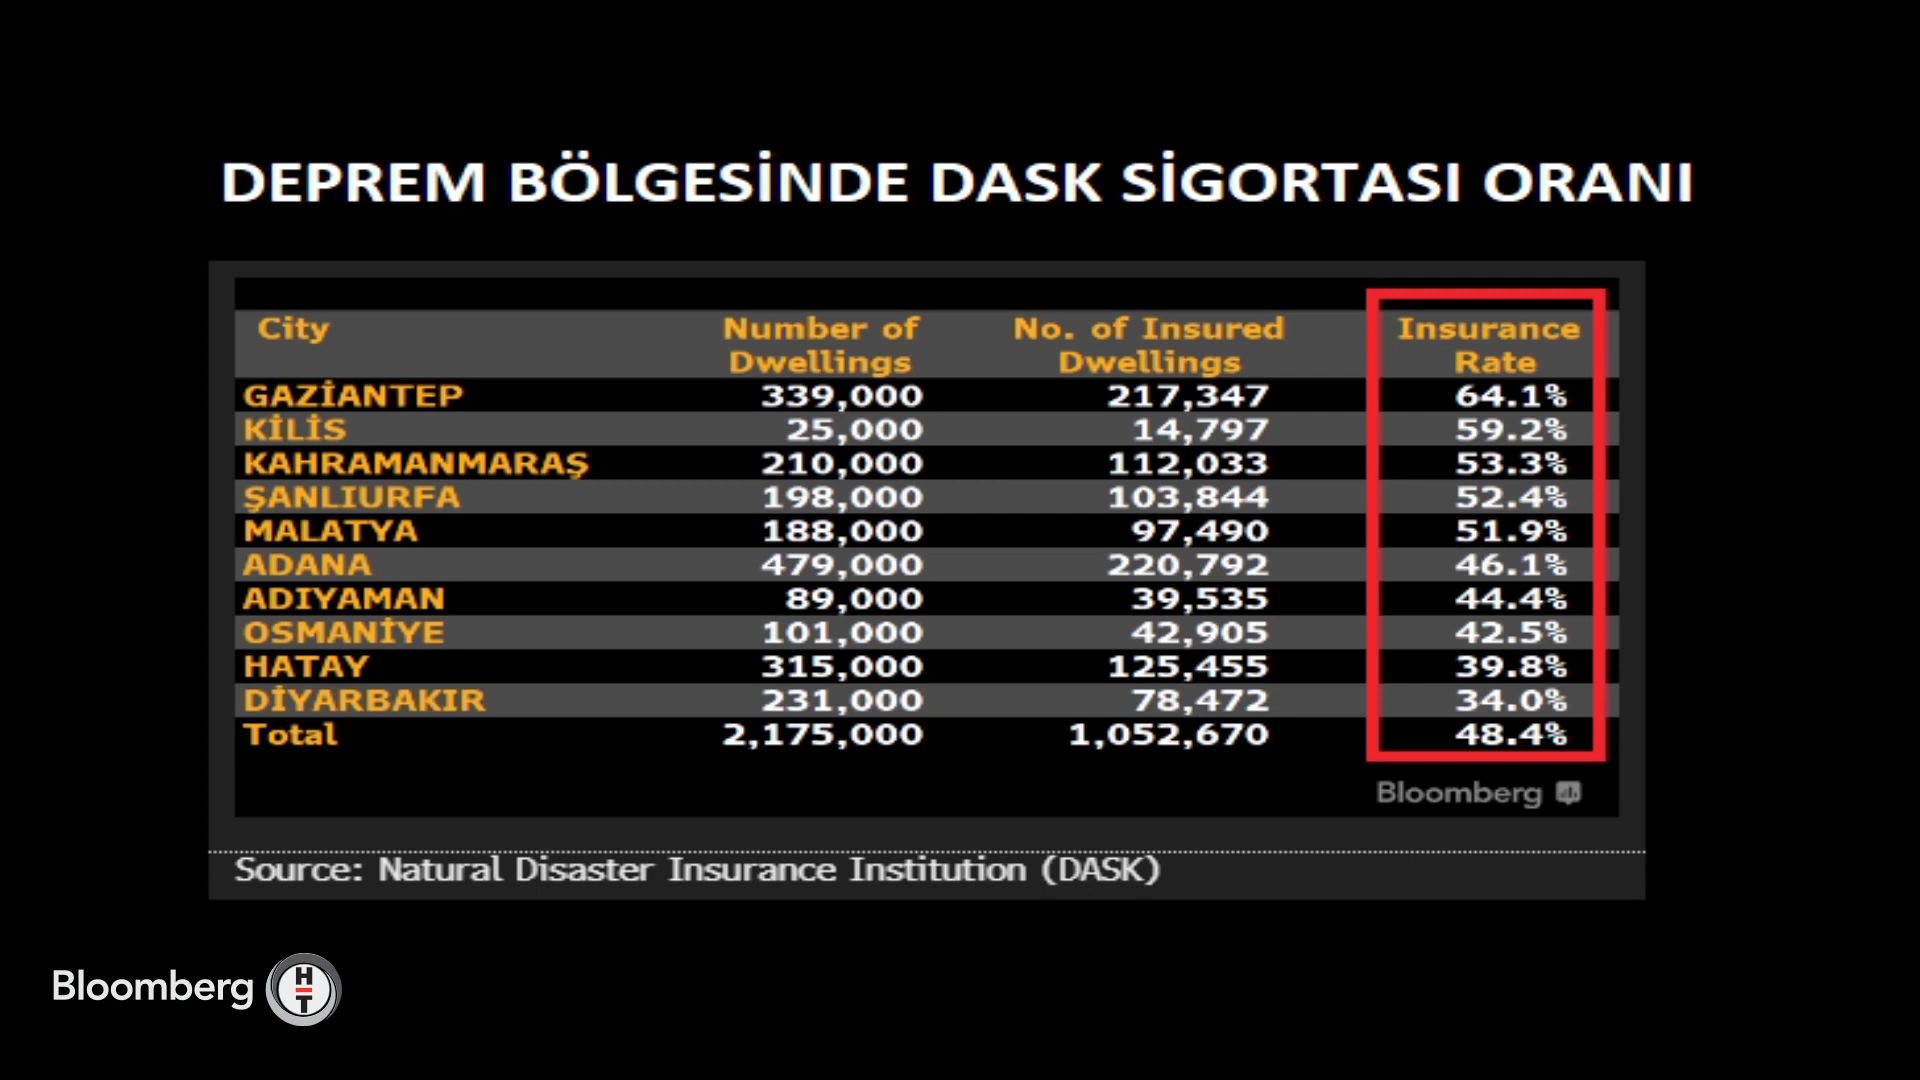 DEPREM BÖLGESİNDE DASK SİGORTASI ORANI
City Number of Dwellings No. of Insured Dwellings Insurance Rate
GAZİANTEP 339,000 217,347 64.1%
KİLİS 25,000 14,797 59.2%
KAHRAMANMARAŞ 210,000 112,033 53.3%
ŞANLIURFA 198,000 103,844 52.4%
MALATYA 188,000 97,490 51.9%
ADANA 479,000 220,792 46.1%
ADIYAMAN 89,000 39,535 44.4%
OSMANİYE 101,000 42,905 42.5%
HATAY 315,000 125,455 39.8%
DİYARBAKIR 231,000 78,472 34.0%
Total 2,175,000 1,052,670 48.4%
Bloomberg
Source: Natural Disaster Insurance Institution (DASK)
Bloomberg HT